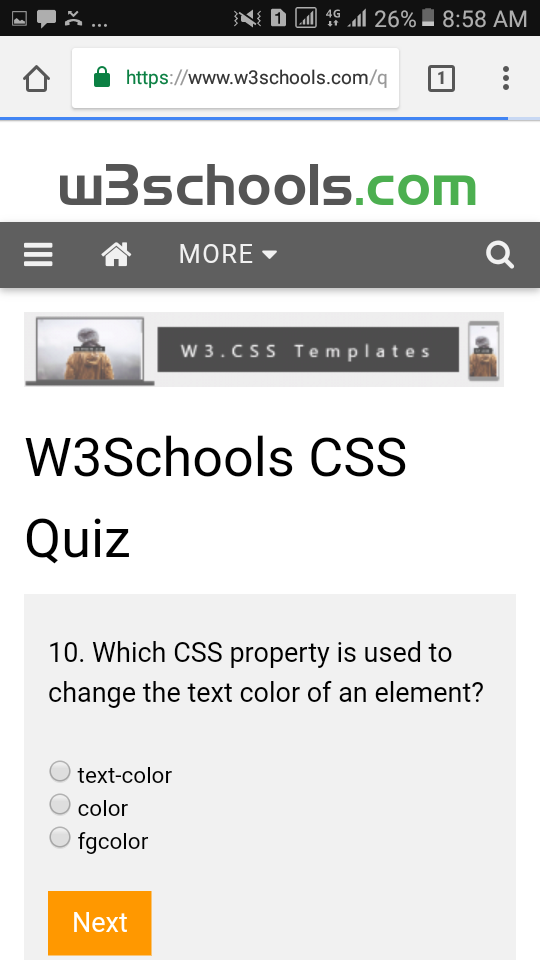 ... 1 4G 26% 8:58 AM
https://www.w3schools.com/q 1
w3schools.com
MORE
W3.CSS Templates
W3Schools CSS
Quiz
10. Which CSS property is used to
change the text color of an element?
text-color
color
fgcolor
Next